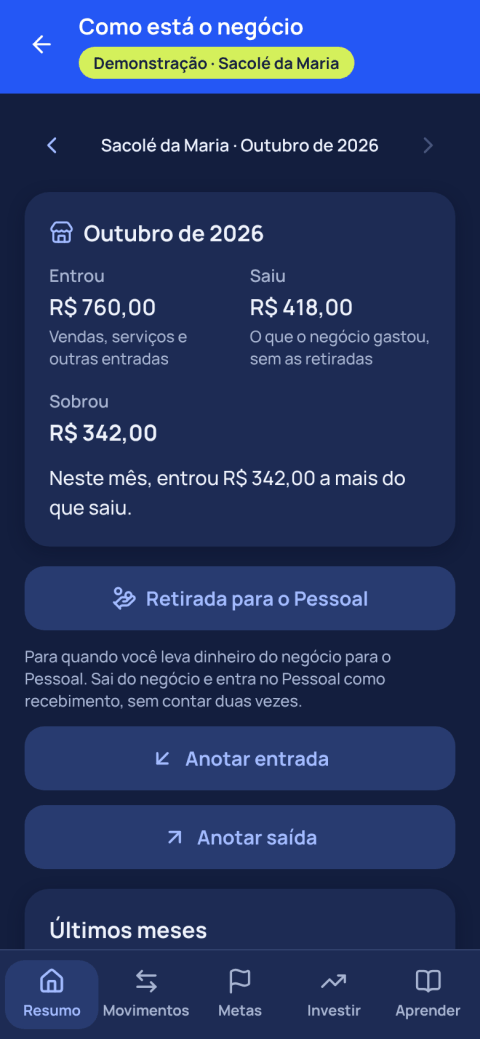 Como está o negócio
Demonstração · Sacolé da Maria
Sacolé da Maria · Outubro de 2026
Outubro de 2026
Entrou
R$ 760,00
Vendas, serviços e
outras entradas
Saiu
R$ 418,00
O que o negócio gastou,
sem as retiradas
Sobrou
R$ 342,00
Neste mês, entrou R$ 342,00 a mais do
que saiu.
Retirada para o Pessoal
Para quando você leva dinheiro do negócio para o
Pessoal. Sai do negócio e entra no Pessoal como
recebimento, sem contar duas vezes.
Anotar entrada
Anotar saída
Últimos meses
Resumo
Movimentos
Metas
Investir
Aprender